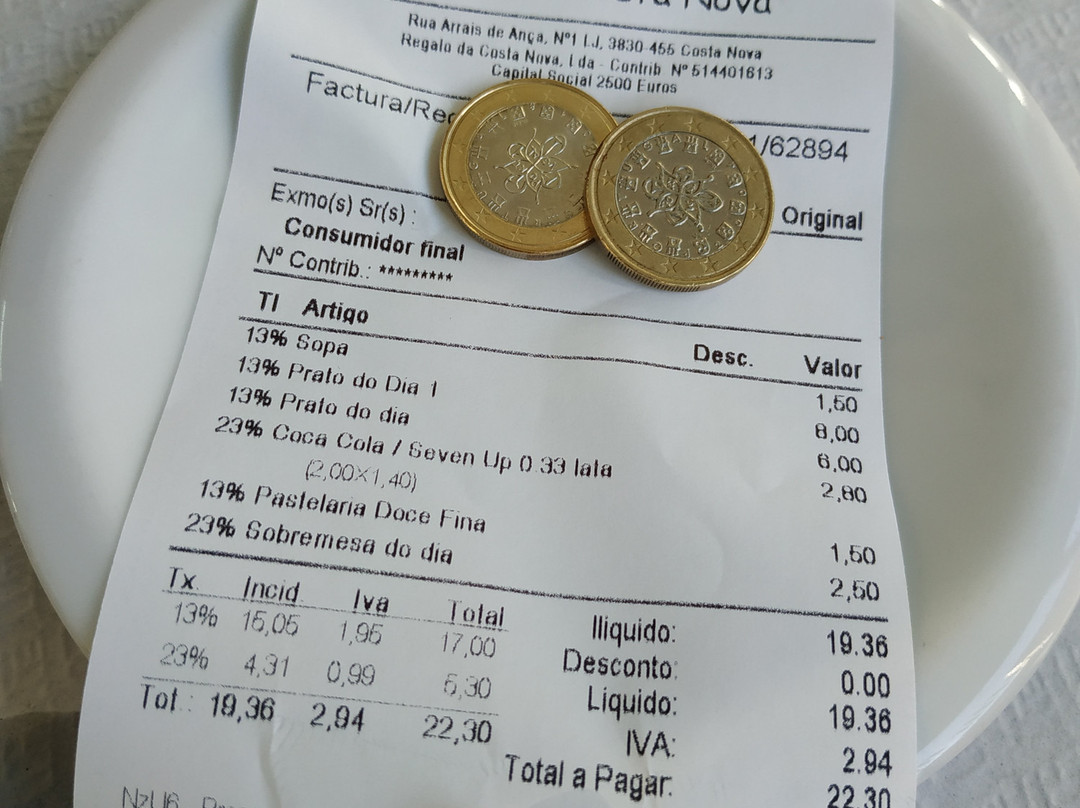 Nova
Rua Arrais de Ança, Nº1 LJ, 3830-455 Costa Nova
Regalo da Costa Nova, Lda - Contrib Nº 514401613
Capital Social 2500 Euros
Factura/Rec 1/62894
Original
Exmo(s) Sr(s) :
Consumidor final
Nº Contrib.: *********
TI Artigo Desc. Valor
13% Sopa 1,50
13% Prato do Dia 1 8,00
13% Prato do dia 6,00
23% Coca Cola / Seven Up 0.33 lata 2,80
(2,00X1,40)
13% Pastelaria Doce Fina 1,50
23% Sobremesa do dia 2,50
Tx. Incid Iva Total
13% 15,05 1,95 17,00
23% 4,31 0,99 5,30
Tot.: 19,36 2,94 22,30
Iliquido: 19.36
Desconto: 0.00
Liquido: 19.36
IVA: 2.94
Total a Pagar: 22.30